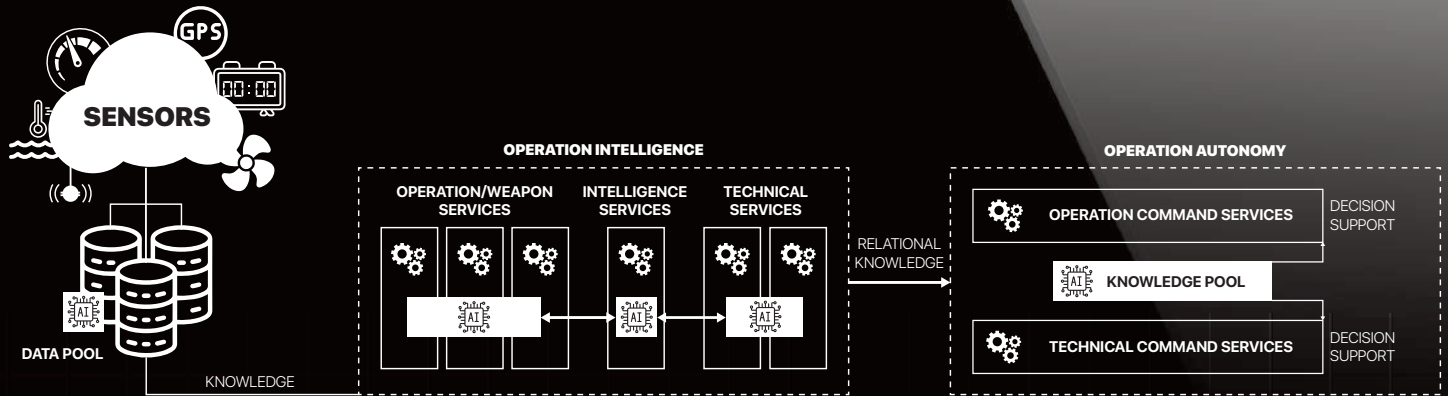 GPS
00:00
SENSORS
AI
DATA POOL
KNOWLEDGE
OPERATION INTELLIGENCE
OPERATION/WEAPON
SERVICES
INTELLIGENCE
SERVICES
TECHNICAL
SERVICES
AI
AI
AI
RELATIONAL
KNOWLEDGE
OPERATION AUTONOMY
OPERATION COMMAND SERVICES
DECISION
SUPPORT
AI KNOWLEDGE POOL
TECHNICAL COMMAND SERVICES
DECISION
SUPPORT